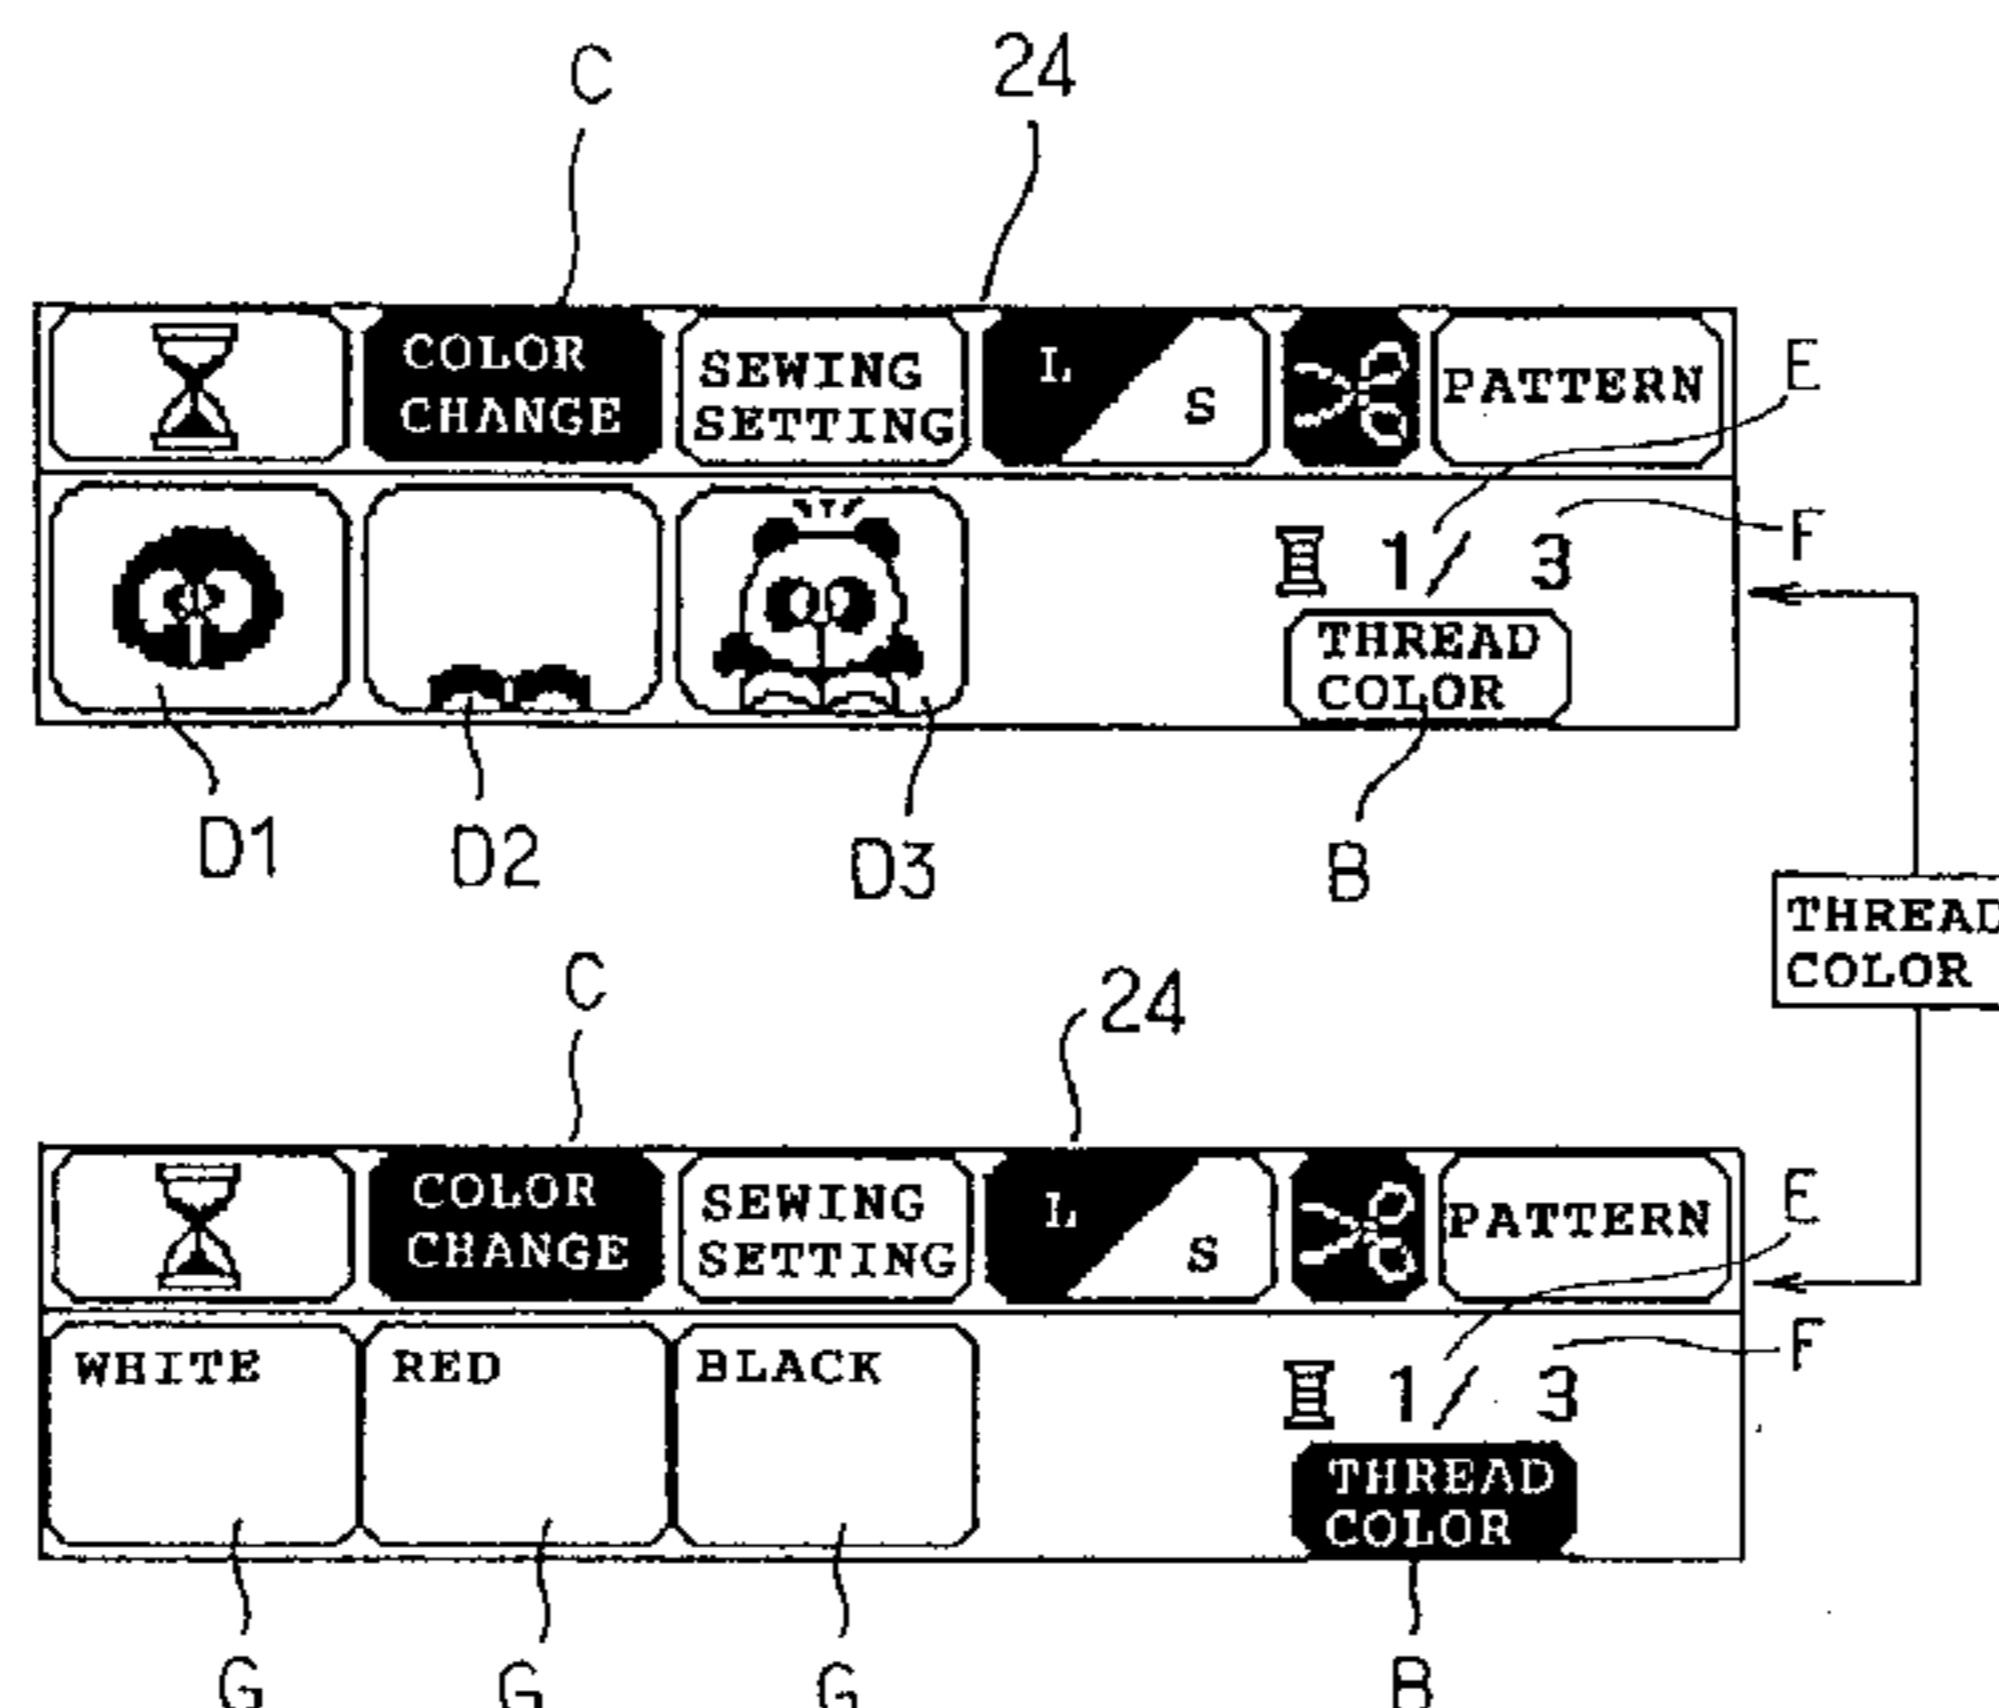 C
24
COLOR
CHANGE
SEWING
SETTING
L
S
PATTERN
E
1 / 3
F
THREAD
COLOR
D1
D2
D3
B
THREAD
COLOR
C
24
COLOR
CHANGE
SEWING
SETTING
L
S
PATTERN
E
WHITE
RED
BLACK
1 / 3
F
THREAD
COLOR
G
G
G
B